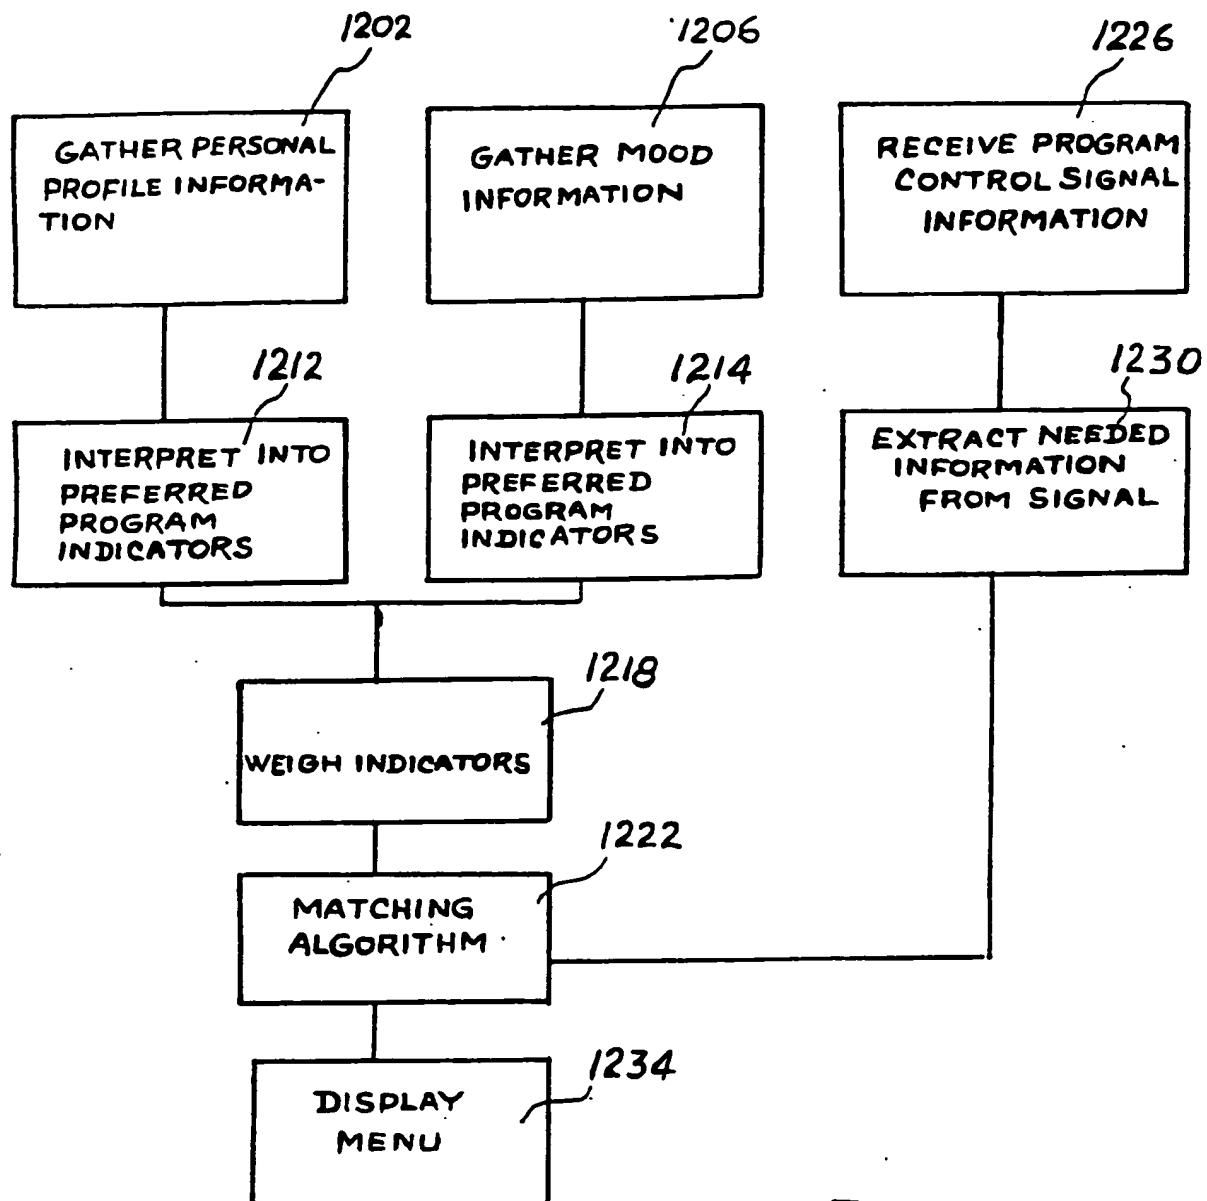 1202
1206
1226
GATHER PERSONAL
PROFILE INFORMA-
TION
GATHER MOOD
INFORMATION
RECEIVE PROGRAM
CONTROL SIGNAL
INFORMATION
1212
1214
1230
INTERPRET INTO
PREFERRED
PROGRAM
INDICATORS
INTERPRET INTO
PREFERRED
PROGRAM
INDICATORS
EXTRACT NEEDED
INFORMATION
FROM SIGNAL
1218
WEIGH INDICATORS
1222
MATCHING
ALGORITHM
1234
DISPLAY
MENU